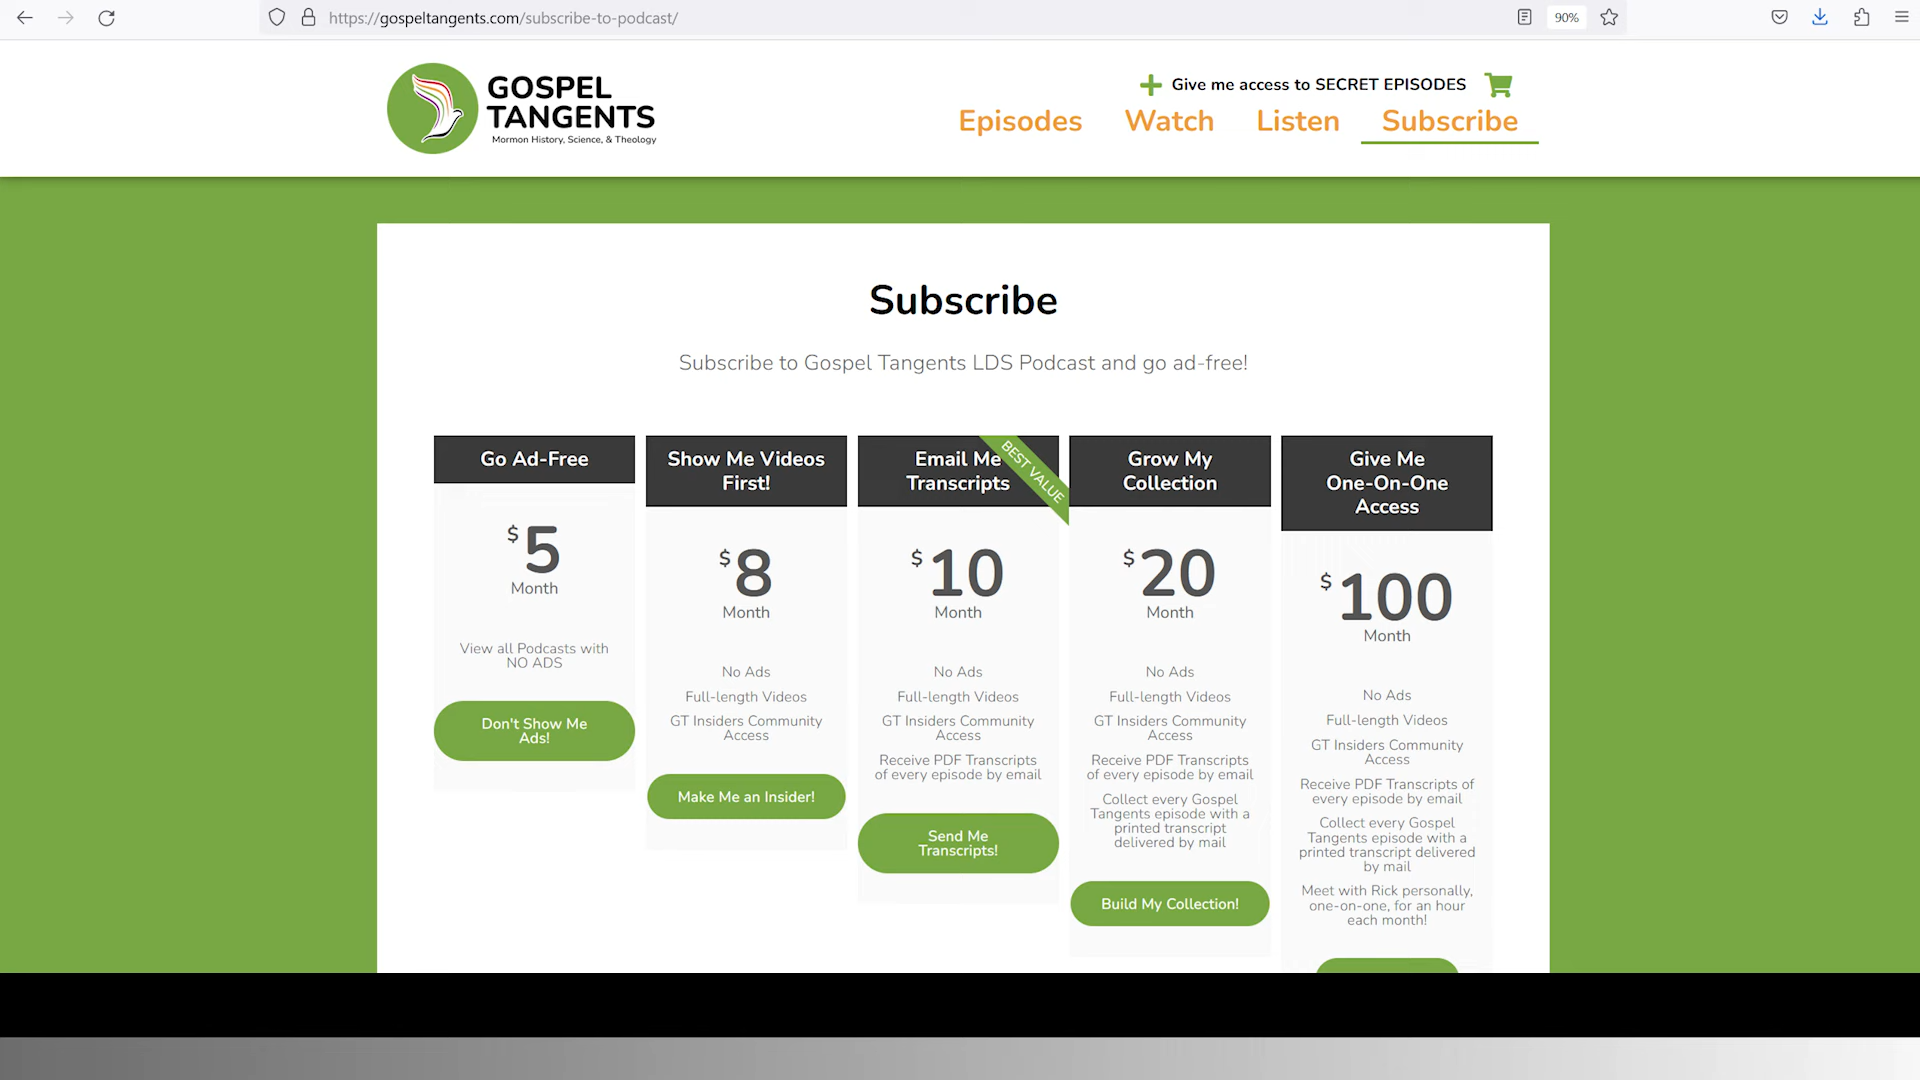 https://gospeltangents.com/subscribe-to-podcast/
90%
GOSPEL
TANGENTS
Mormon History, Science, & Theology
Give me access to SECRET EPISODES
Episodes
Watch
Listen
Subscribe
Subscribe
Subscribe to Gospel Tangents LDS Podcast and go ad-free!
Go Ad-Free
$5
Month
View all Podcasts with
NO ADS
Don't Show Me
Ads!
Show Me Videos
First!
$8
Month
No Ads
Full-length Videos
GT Insiders Community
Access
Make Me an Insider!
Email Me
Transcripts
BEST VALUE
$10
Month
No Ads
Full-length Videos
GT Insiders Community
Access
Receive PDF Transcripts
of every episode by email
Send Me
Transcripts!
Grow My
Collection
$20
Month
No Ads
Full-length Videos
GT Insiders Community
Access
Receive PDF Transcripts
of every episode by email
Collect every Gospel
Tangents episode with a
printed transcript
delivered by mail
Build My Collection!
Give Me
One-On-One
Access
$100
Month
No Ads
Full-length Videos
GT Insiders Community
Access
Receive PDF Transcripts of
every episode by email
Collect every Gospel
Tangents episode with a
printed transcript delivered
by mail
Meet with Rick personally,
one-on-one, for an hour
each month!